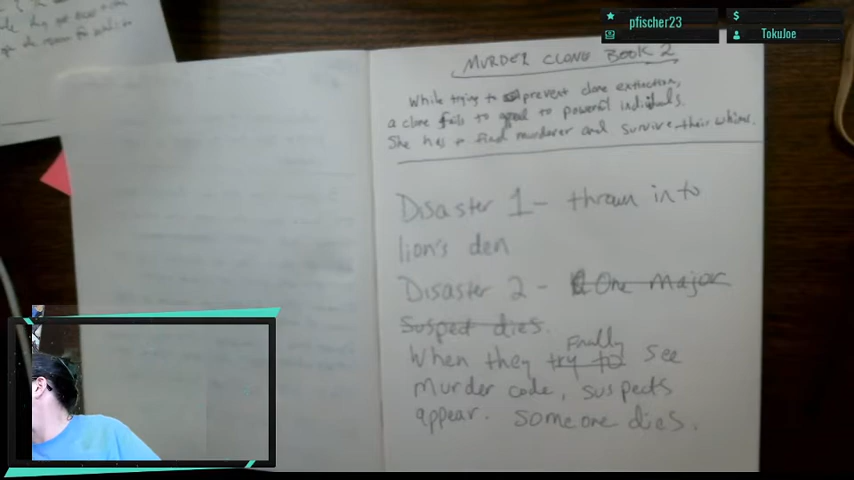 pfischer23
$
TokuJoe
MURDER CLONE BOOK 2
While trying to prevent clone extinction,
a clone fails to to powerful individuals.
She has to find murderer and survive their whims.
Disaster 1 - thrown into
lion's den
Disaster 2 - One Major
Suspect dies.
Finally
When they try to see
murder code, suspects
appear. Someone dies.